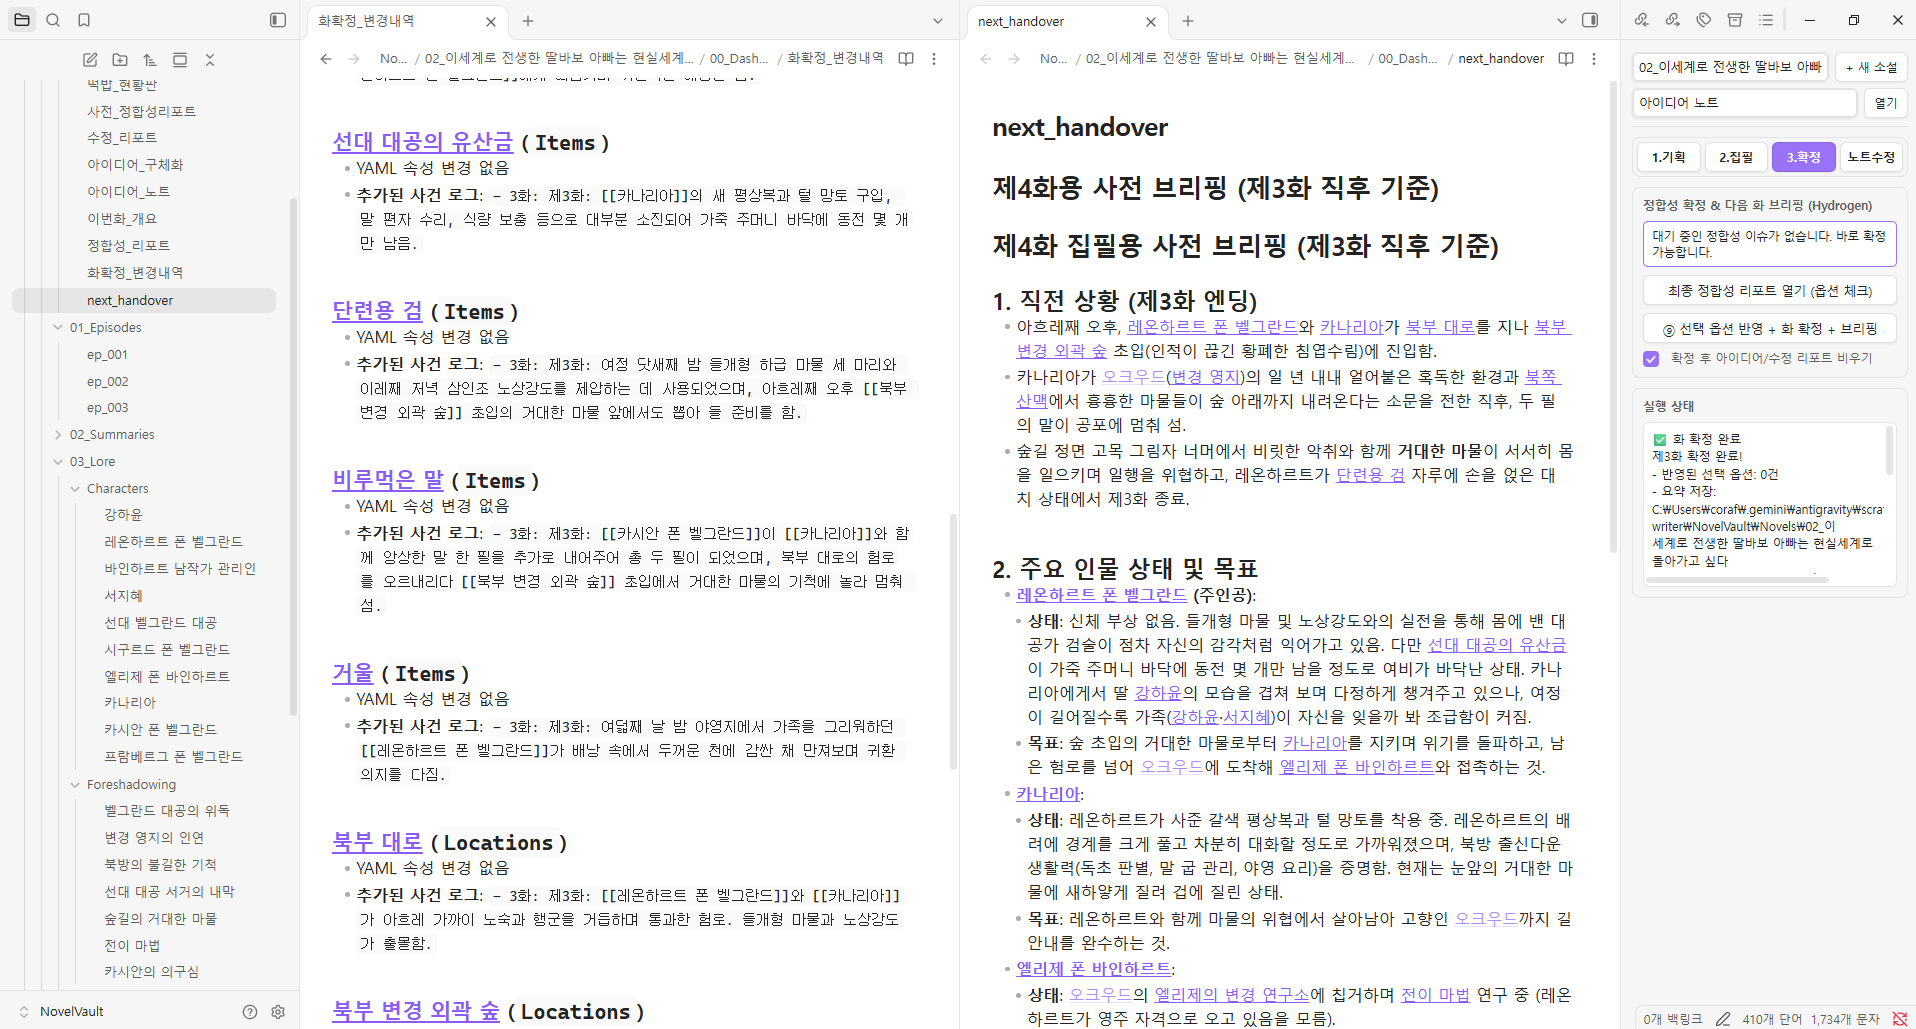 떡밥_현황판
사전_정합성리포트
수정_리포트
아이디어_구체화
아이디어_노트
이번화_개요
정합성_리포트
화확정_변경내역
next_handover
01_Episodes
ep_001
ep_002
ep_003
02_Summaries
03_Lore
Characters
강하윤
레온하르트 폰 벨그란드
바인하르트 남작가 관리인
서지혜
선대 벨그란드 대공
시구르드 폰 벨그란드
엘리제 폰 바인하르트
카나리아
카시안 폰 벨그란드
프람베르그 폰 벨그란드
Foreshadowing
벨그란드 대공의 위독
변경 영지의 인연
북방의 불길한 기척
선대 대공 서거의 내막
숲길의 거대한 마물
전이 마법
카시안의 의구심
NovelVault
화확정_변경내역
No... / 02_이세계로 전생한 딸바보 아빠는 현실세계... / 00_Dash... / 화확정_변경내역
선대 대공의 유산금 ( Items )
YAML 속성 변경 없음
추가된 사건 로그: – 3화: 제3화: [[카나리아]]의 새 평상복과 털 망토 구입,
말 편자 수리, 식량 보충 등으로 대부분 소진되어 가죽 주머니 바닥에 동전 몇 개
만 남음.
단련용 검 ( Items )
YAML 속성 변경 없음
추가된 사건 로그: – 3화: 제3화: 여정 닷새째 밤 들개형 하급 마물 세 마리와
이레째 저녁 삼인조 노상강도를 제압하는 데 사용되었으며, 아흐레째 오후 [[북부
변경 외곽 숲]] 초입의 거대한 마물 앞에서도 뽑아 들 준비를 함.
비루먹은 말 ( Items )
YAML 속성 변경 없음
추가된 사건 로그: – 3화: 제3화: [[카시안 폰 벨그란드]]이 [[카나리아]]와 함
께 앙상한 말 한 필을 추가로 내어주어 총 두 필이 되었으며, 북부 대로의 험로
를 오르내리다 [[북부 변경 외곽 숲]] 초입에서 거대한 마물의 기척에 놀라 멈춰
섬.
거울 ( Items )
YAML 속성 변경 없음
추가된 사건 로그: – 3화: 제3화: 여덟째 날 밤 야영지에서 가족을 그리워하던
[[레온하르트 폰 벨그란드]]가 배낭 속에서 두꺼운 천에 감싼 채 만져보며 귀환
의지를 다짐.
북부 대로 ( Locations )
YAML 속성 변경 없음
추가된 사건 로그: – 3화: 제3화: [[레온하르트 폰 벨그란드]]와 [[카나리아]]
가 아흐레 가까이 노숙과 행군을 거듭하며 통과한 험로. 들개형 마물과 노상강도
가 출몰함.
북부 변경 외곽 숲 ( Locations )
next_handover
No... / 02_이세계로 전생한 딸바보 아빠는 현실세계... / 00_Dash... / next_handover
next_handover
제4화용 사전 브리핑 (제3화 직후 기준)
제4화 집필용 사전 브리핑 (제3화 직후 기준)
1. 직전 상황 (제3화 엔딩)
아흐레째 오후, 레온하르트 폰 벨그란드와 카나리아가 북부 대로를 지나 북부
변경 외곽 숲 초입(인적이 끊긴 황폐한 침엽수림)에 진입함.
카나리아가 오크우드(변경 영지)의 일 년 내내 얼어붙은 혹독한 환경과 북쪽
산맥에서 흉흉한 마물들이 숲 아래까지 내려온다는 소문을 전한 직후, 두 필
의 말이 공포에 멈춰 섬.
숲길 정면 고목 그림자 너머에서 비릿한 악취와 함께 거대한 마물이 서서히 몸
을 일으키며 일행을 위협하고, 레온하르트가 단련용 검 자루에 손을 얹은 대
치 상태에서 제3화 종료.
2. 주요 인물 상태 및 목표
레온하르트 폰 벨그란드 (주인공):
상태: 신체 부상 없음. 들개형 마물 및 노상강도와의 실전을 통해 몸에 밴 대
공가 검술이 점차 자신의 감각처럼 익어가고 있음. 다만 선대 대공의 유산금
이 가죽 주머니 바닥에 동전 몇 개만 남을 정도로 여비가 바닥난 상태. 카나
리아에게서 딸 강하윤의 모습을 겹쳐 보며 다정하게 챙겨주고 있으나, 여정
이 길어질수록 가족(강하윤·서지혜)이 자신을 잊을까 봐 조급함이 커짐.
목표: 숲 초입의 거대한 마물로부터 카나리아를 지키며 위기를 돌파하고, 남
은 험로를 넘어 오크우드에 도착해 엘리제 폰 바인하르트와 접촉하는 것.
카나리아:
상태: 레온하르트가 사준 갈색 평상복과 털 망토를 착용 중. 레온하르트의 배
려에 경계를 크게 풀고 차분히 대화할 정도로 가까워졌으며, 북방 출신다운
생활력(독초 판별, 말 굽 관리, 야영 요리)을 증명함. 현재는 눈앞의 거대한 마
물에 새하얗게 질려 겁에 질린 상태.
목표: 레온하르트와 함께 마물의 위협에서 살아남아 고향인 오크우드까지 길
안내를 완수하는 것.
엘리제 폰 바인하르트:
상태: 오크우드의 엘리제의 변경 연구소에 칩거하며 전이 마법 연구 중 (레온
하르트가 영주 자격으로 오고 있음을 모름).
02_이세계로 전생한 딸바보 아빠
+ 새 소설
아이디어 노트
열기
1.기획
2.집필
3.확정
노트수정
정합성 확정 & 다음 화 브리핑 (Hydrogen)
대기 중인 정합성 이슈가 없습니다. 바로 확정
가능합니다.
최종 정합성 리포트 열기 (옵션 체크)
⑨ 선택 옵션 반영 + 화 확정 + 브리핑
확정 후 아이디어/수정 리포트 비우기
실행 상태
✅ 화 확정 완료
제3화 확정 완료!
- 반영된 선택 옵션: 0건
- 요약 저장:
C:₩Users₩coraf₩.gemini₩antigravity₩scra
writer₩NovelVault₩Novels₩02_이
세계로 전생한 딸바보 아빠는 현실세계로
돌아가고 싶다
0개 백링크
410개 단어
1,734개 문자